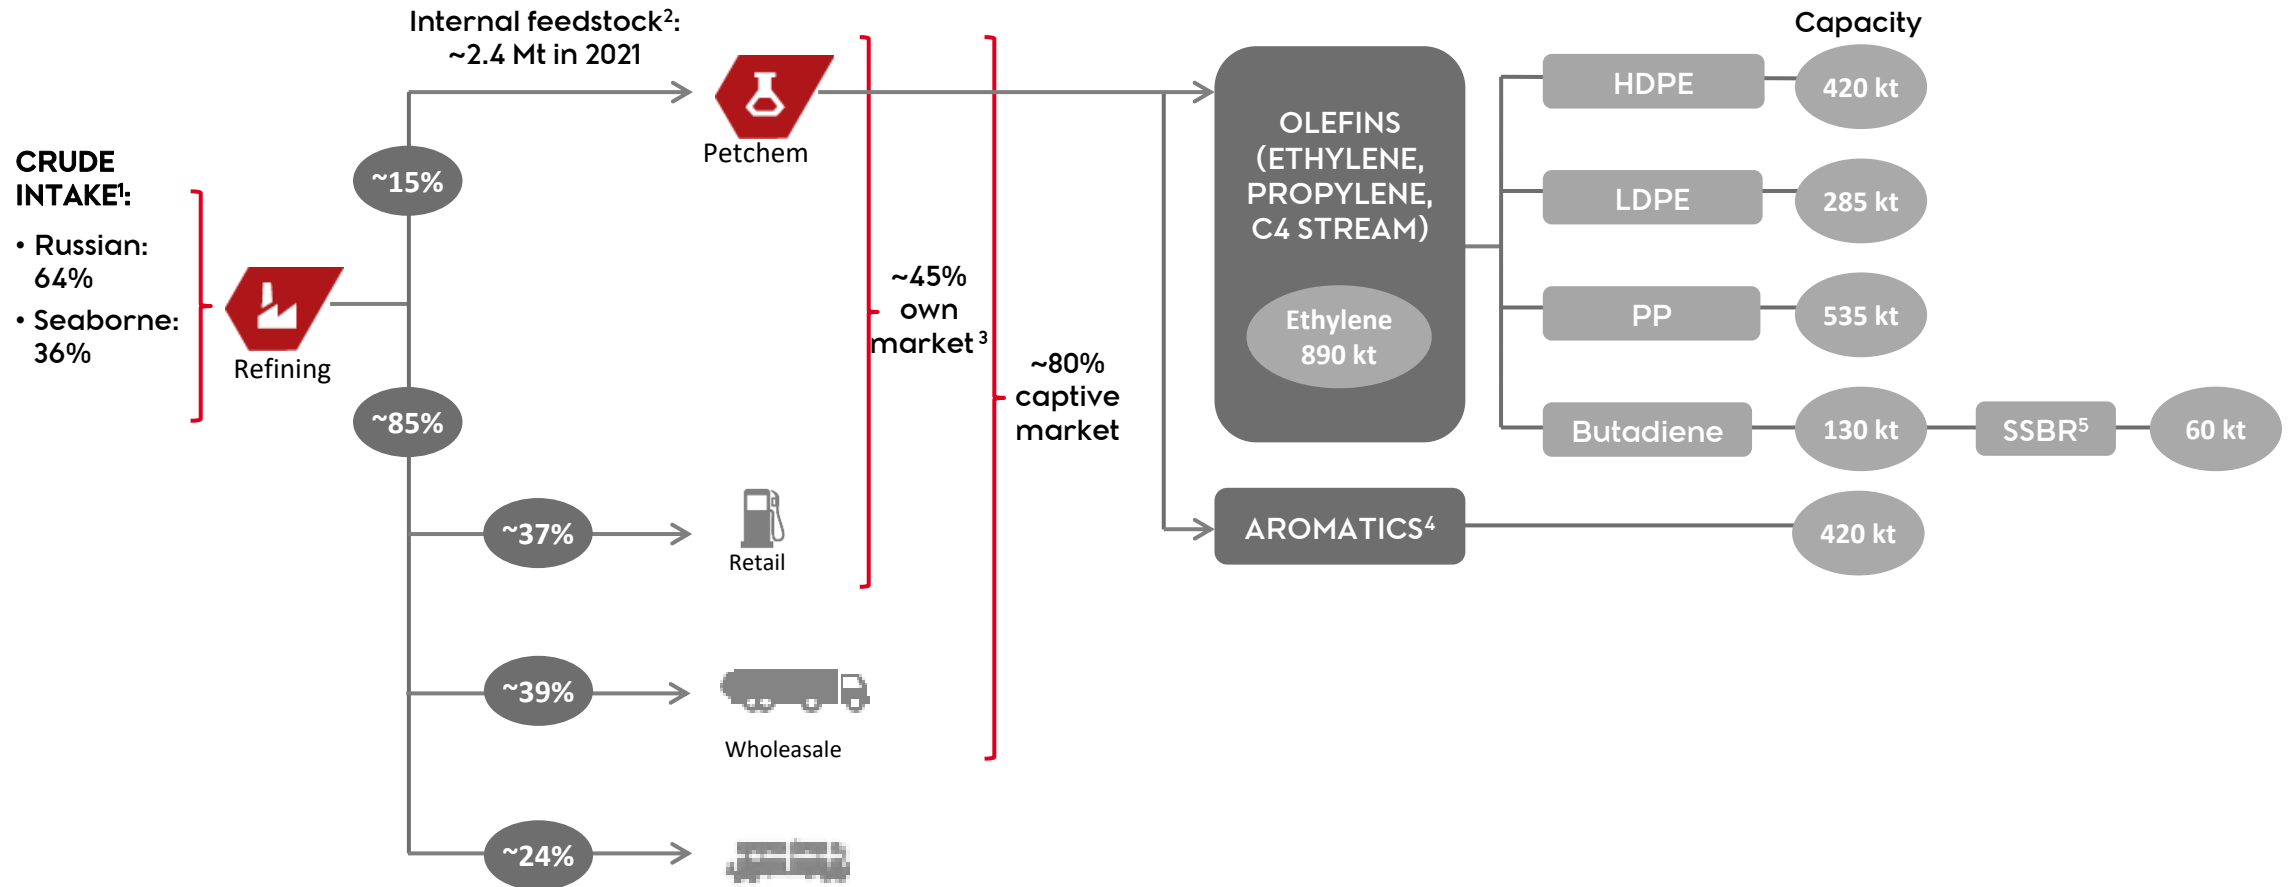 Internal feedstock²:
~2.4 Mt in 2021
Capacity
CRUDE
INTAKE¹:
• Russian:
64%
• Seaborne:
36%
Refining
~15%
~85%
Petchem
~37%
Retail
~39%
Wholeasale
~24%
~45%
own
market ³
~80%
captive
market
OLEFINS
(ETHYLENE,
PROPYLENE,
C4 STREAM)
Ethylene
890 kt
HDPE
420 kt
LDPE
285 kt
PP
535 kt
Butadiene
130 kt
SSBR⁵
60 kt
AROMATICS⁴
420 kt